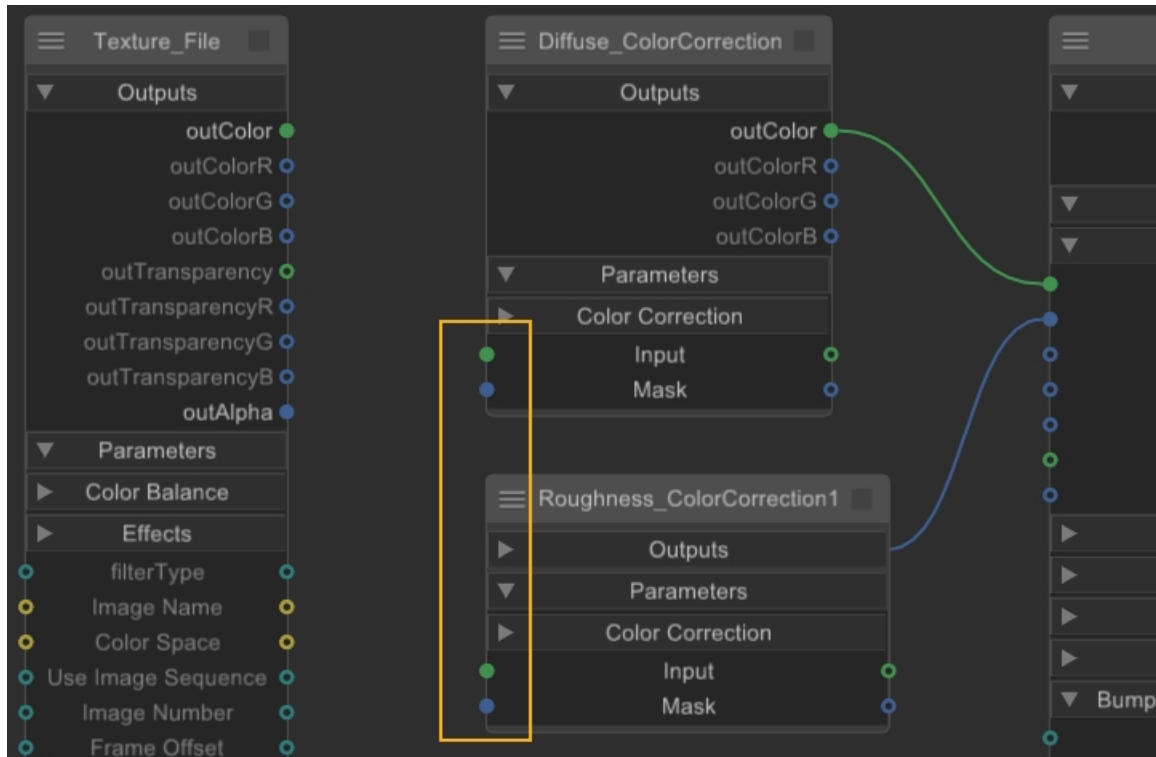 Texture_File
Outputs
outColor
outColorR
outColorG
outColorB
outTransparency
outTransparencyR
outTransparencyG
outTransparencyB
outAlpha
Parameters
Color Balance
Effects
filterType
Image Name
Color Space
Use Image Sequence
Image Number
Frame Offset
Diffuse_ColorCorrection
Outputs
outColor
outColorR
outColorG
outColorB
Parameters
Color Correction
Input
Mask
Roughness_ColorCorrection1
Outputs
Parameters
Color Correction
Input
Mask
Bump